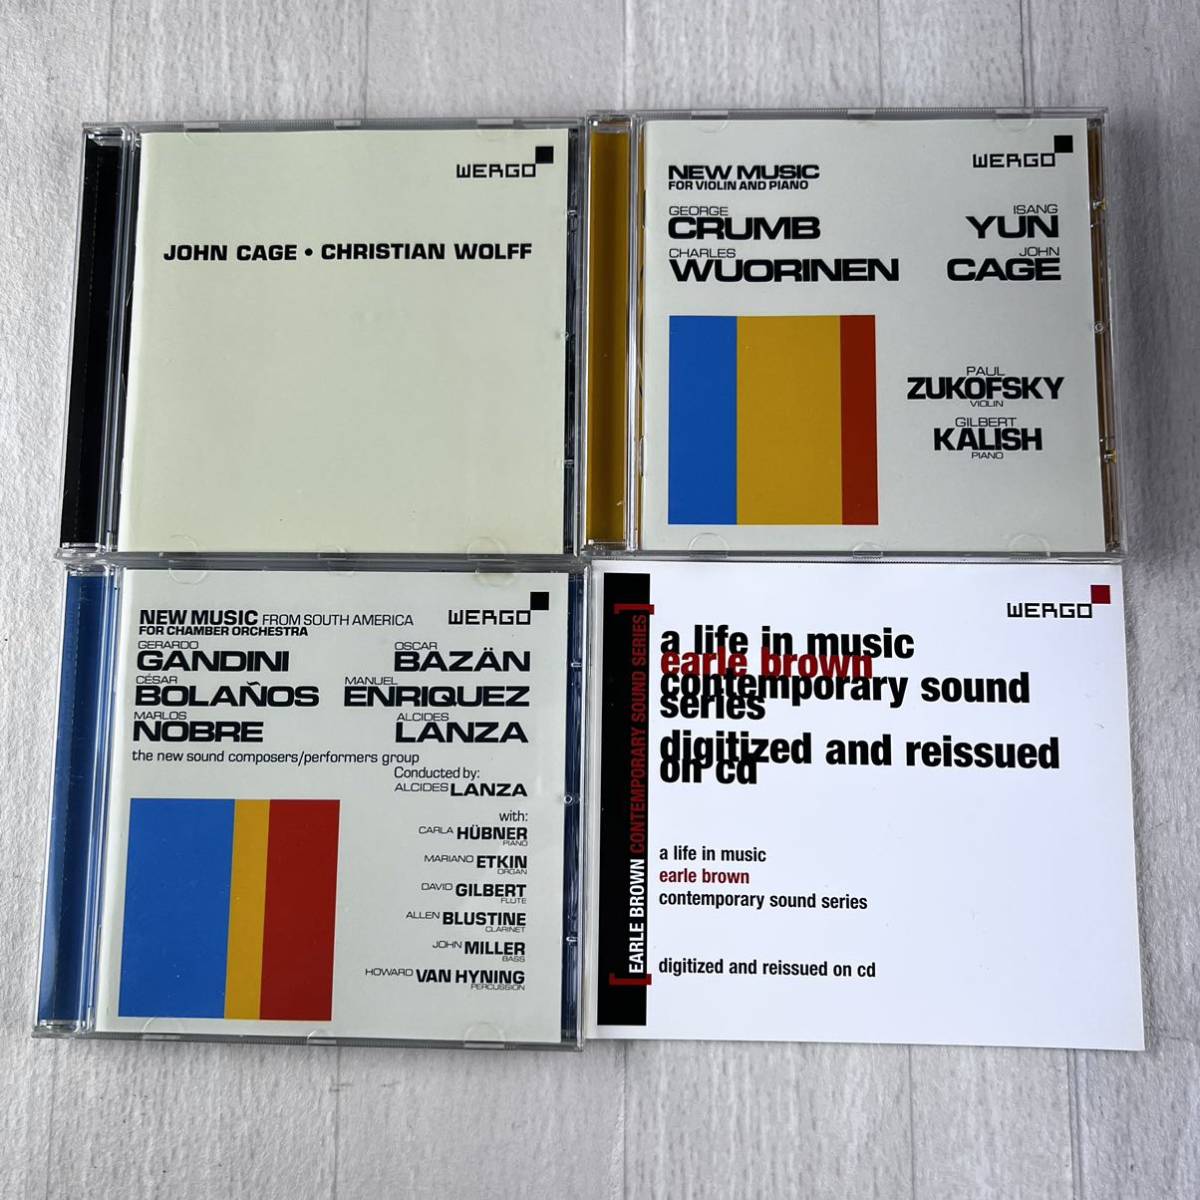 WERGO
JOHN CAGE • CHRISTIAN WOLFF
WERGO
NEW MUSIC
FOR VIOLIN AND PIANO
GEORGE
CRUMB
CHARLES
WUORINEN
ISANG
YUN
JOHN
CAGE
PAUL
ZUKOFSKY
VIOLIN
GILBERT
KALISH
PIANO
NEW MUSIC FROM SOUTH AMERICA
FOR CHAMBER ORCHESTRA
WERGO
GERARDO
GANDINI
OSCAR
BAZÄN
CÉSAR
BOLAÑOS
MANUEL
ENRIQUEZ
MARLOS
NOBRE
ALCIDES
LANZA
the new sound composers/performers group
Conducted by:
ALCIDES LANZA
with:
CARLA HÜBNER
PIANO
MARIANO ETKIN
ORGAN
DAVID GILBERT
FLUTE
ALLEN BLUSTINE
CLARINET
JOHN MILLER
BASS
HOWARD VAN HYNING
PERCUSSION
[EARLE BROWN CONTEMPORARY SOUND SERIES]
WERGO
a life in music
earle brown
contemporary sound
series
digitized and reissued
on cd
a life in music
earle brown
contemporary sound series
digitized and reissued on cd